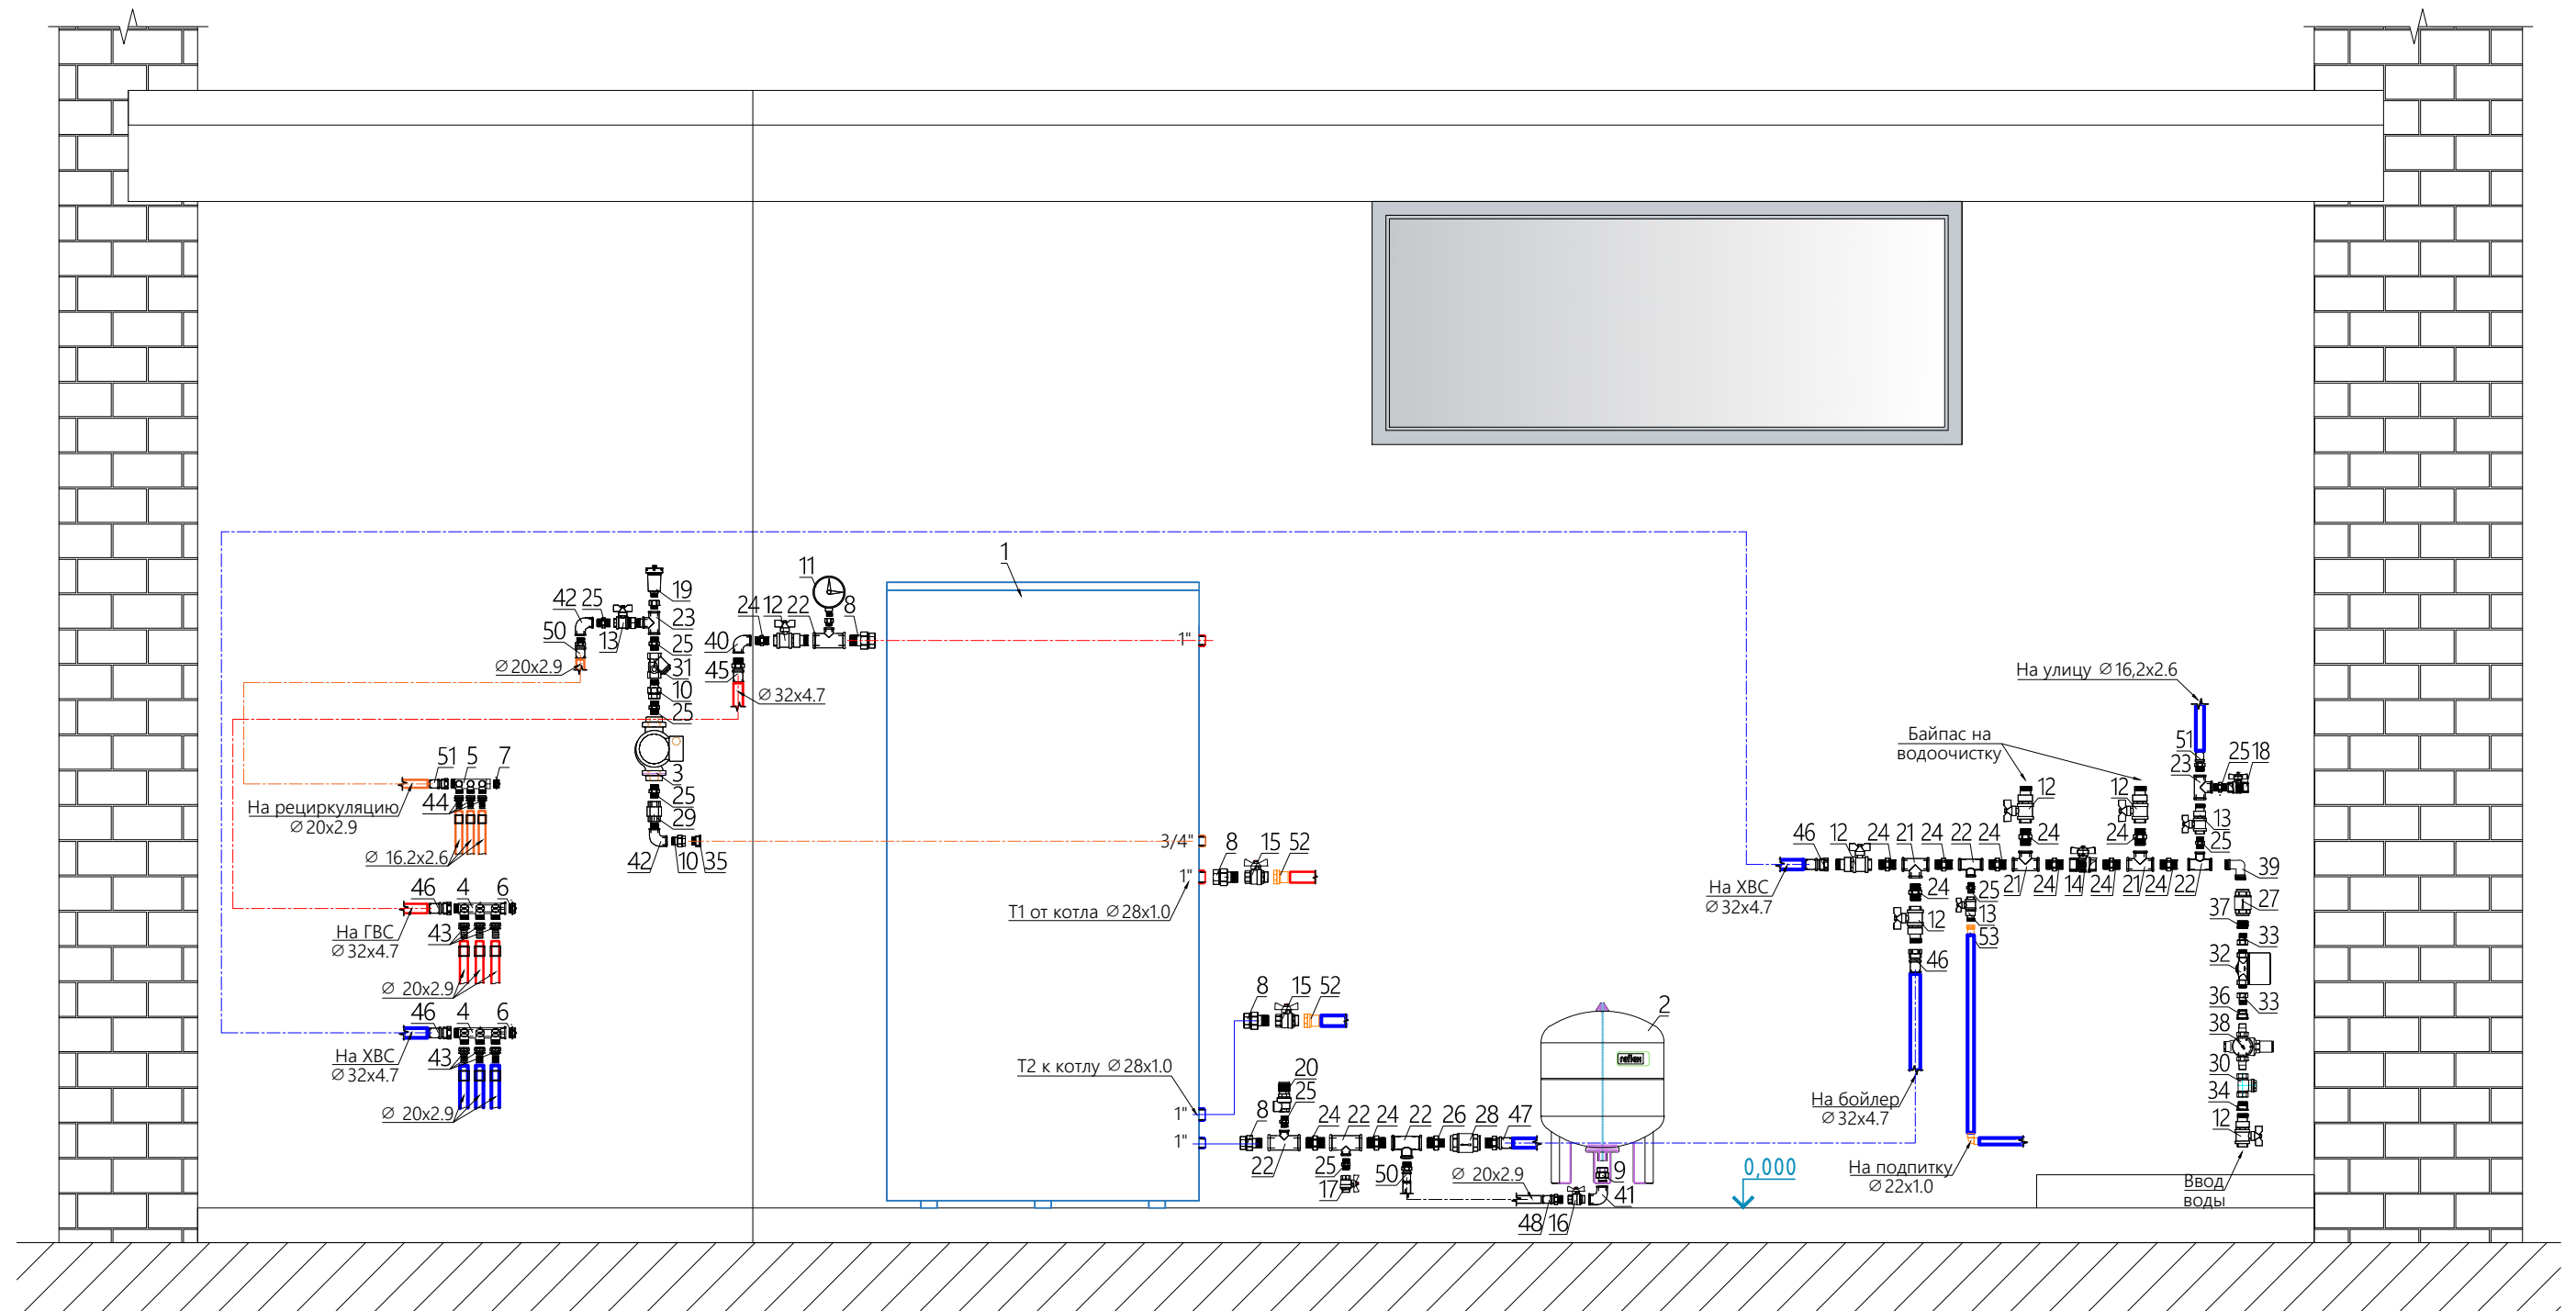 1
11
19
42 25
23
24 12 22 8
50
13
25
40
1"
Ø 20x2.9
31
45
10
Ø 32x4.7
25
На улицу Ø 16,2x2.6
Байпас на
водоочистку
51
25 18
23
51 5 7
3
44
На рециркуляцию
Ø 20x2.9
25
29
12
12
13
Ø 16.2x2.6
42 10 35
3/4"
24
24
25
8 15 52
1"
46 12 24 21 24 22 24
21 24 14 24 21 24 22
39
На ХВС
Ø 32x4.7
24
25
27
46 4 6
T1 от котла Ø 28x1.0
12
13
37
На ГВС
Ø 32x4.7
43
53
33
46
32
Ø 20x2.9
8 15 52
2
36
33
46 4 6
38
reflex
На ХВС
Ø 32x4.7
43
T2 к котлу Ø 28x1.0
20
30
25
На бойлер
Ø 32x4.7
34
Ø 20x2.9
1"
8
24 22 24 22 26 28 47
12
1"
22
25
50
Ø 20x2.9
9
0,000
На подпитку
Ø 22x1.0
17
41
Ввод
воды
48 16